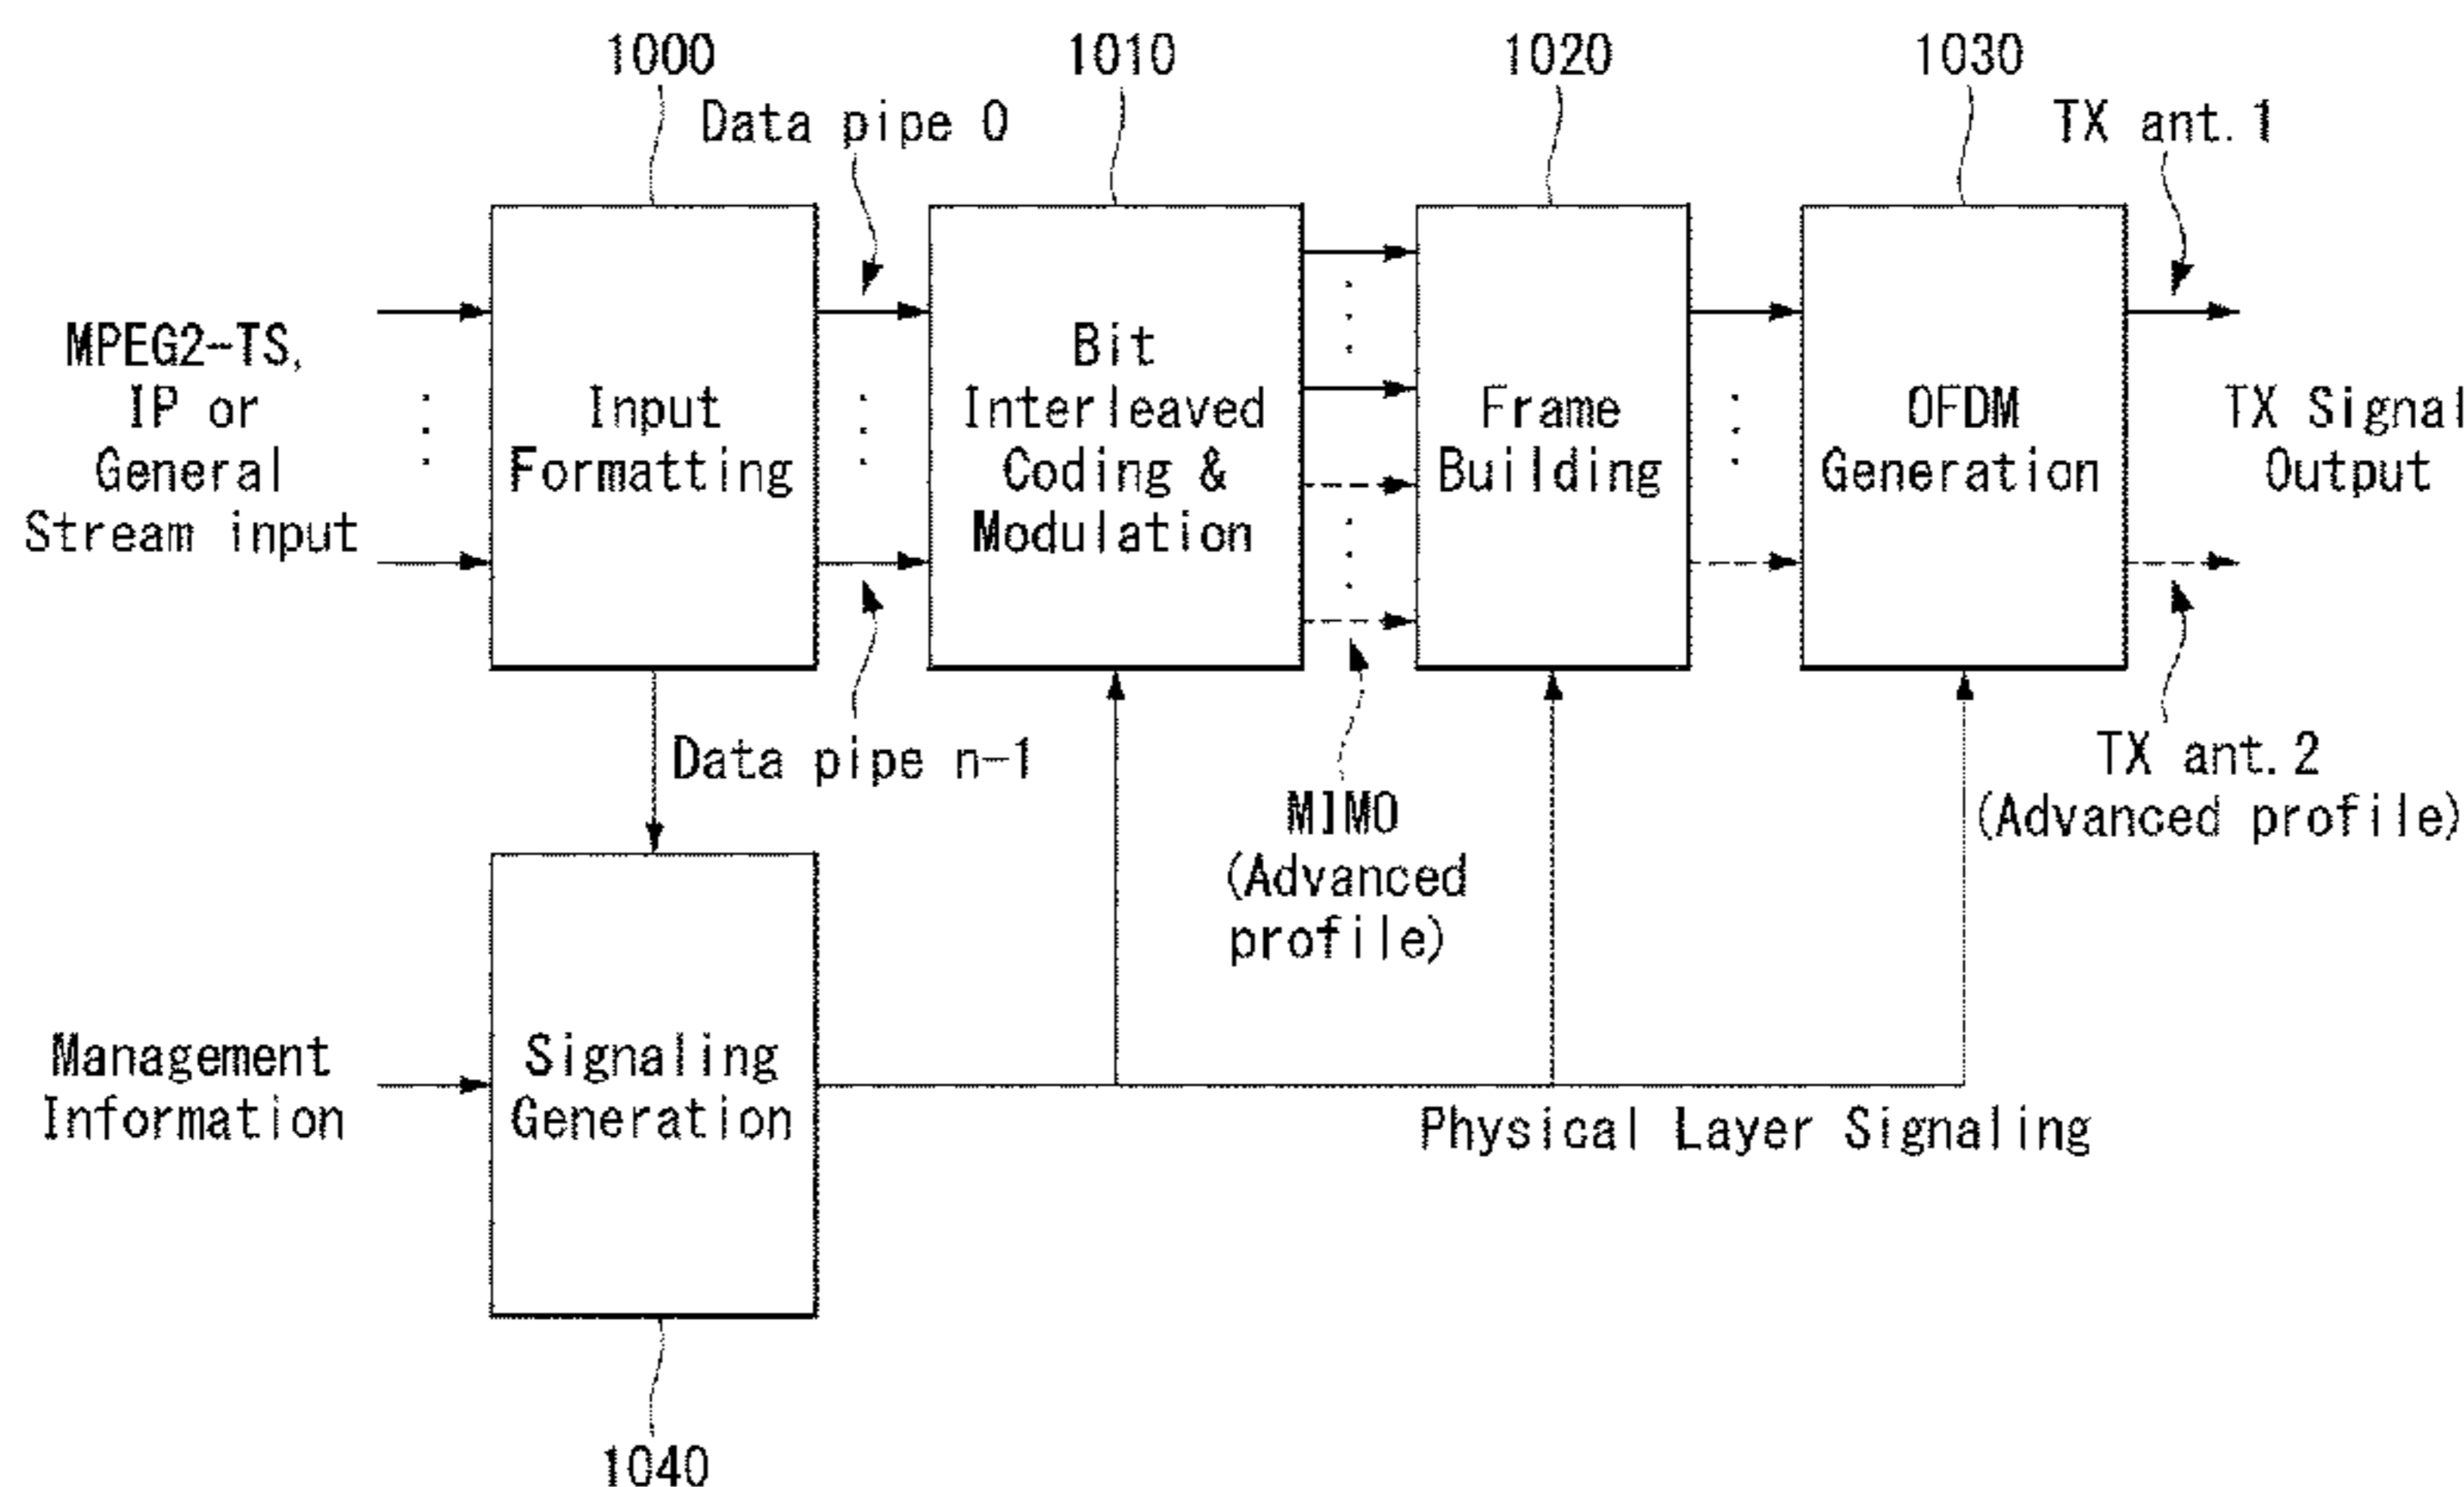 1000
1010
1020
1030
Data pipe 0
TX ant.1
MPEG2-TS,
IP or
General
Stream input
Input
Formatting
Bit
Interleaved
Coding &
Modulation
Frame
Building
OFDM
Generation
TX Signal
Output
Data pipe n-1
MIMO
(Advanced
profile)
TX ant.2
(Advanced profile)
Management
Information
Signaling
Generation
Physical Layer Signaling
1040